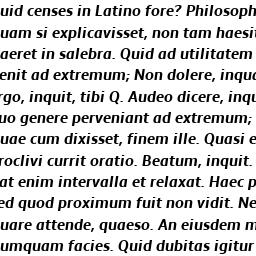 uid censes in Latino fore? Philosoph
uam si explicavisset, non tam haesit
aeret in salebra. Quid ad utilitatem
enit ad extremum; Non dolere, inqu
rgo, inquit, tibi Q. Audeo dicere, inqu
uo genere perveniant ad extremum;
uae cum dixisset, finem ille. Quasi e
roclivi currit oratio. Beatum, inquit.
at enim intervalla et relaxat. Haec p
ed quod proximum fuit non vidit. Ne
uare attende, quaeso. An eiusdem m
umquam facies. Quid dubitas igitur